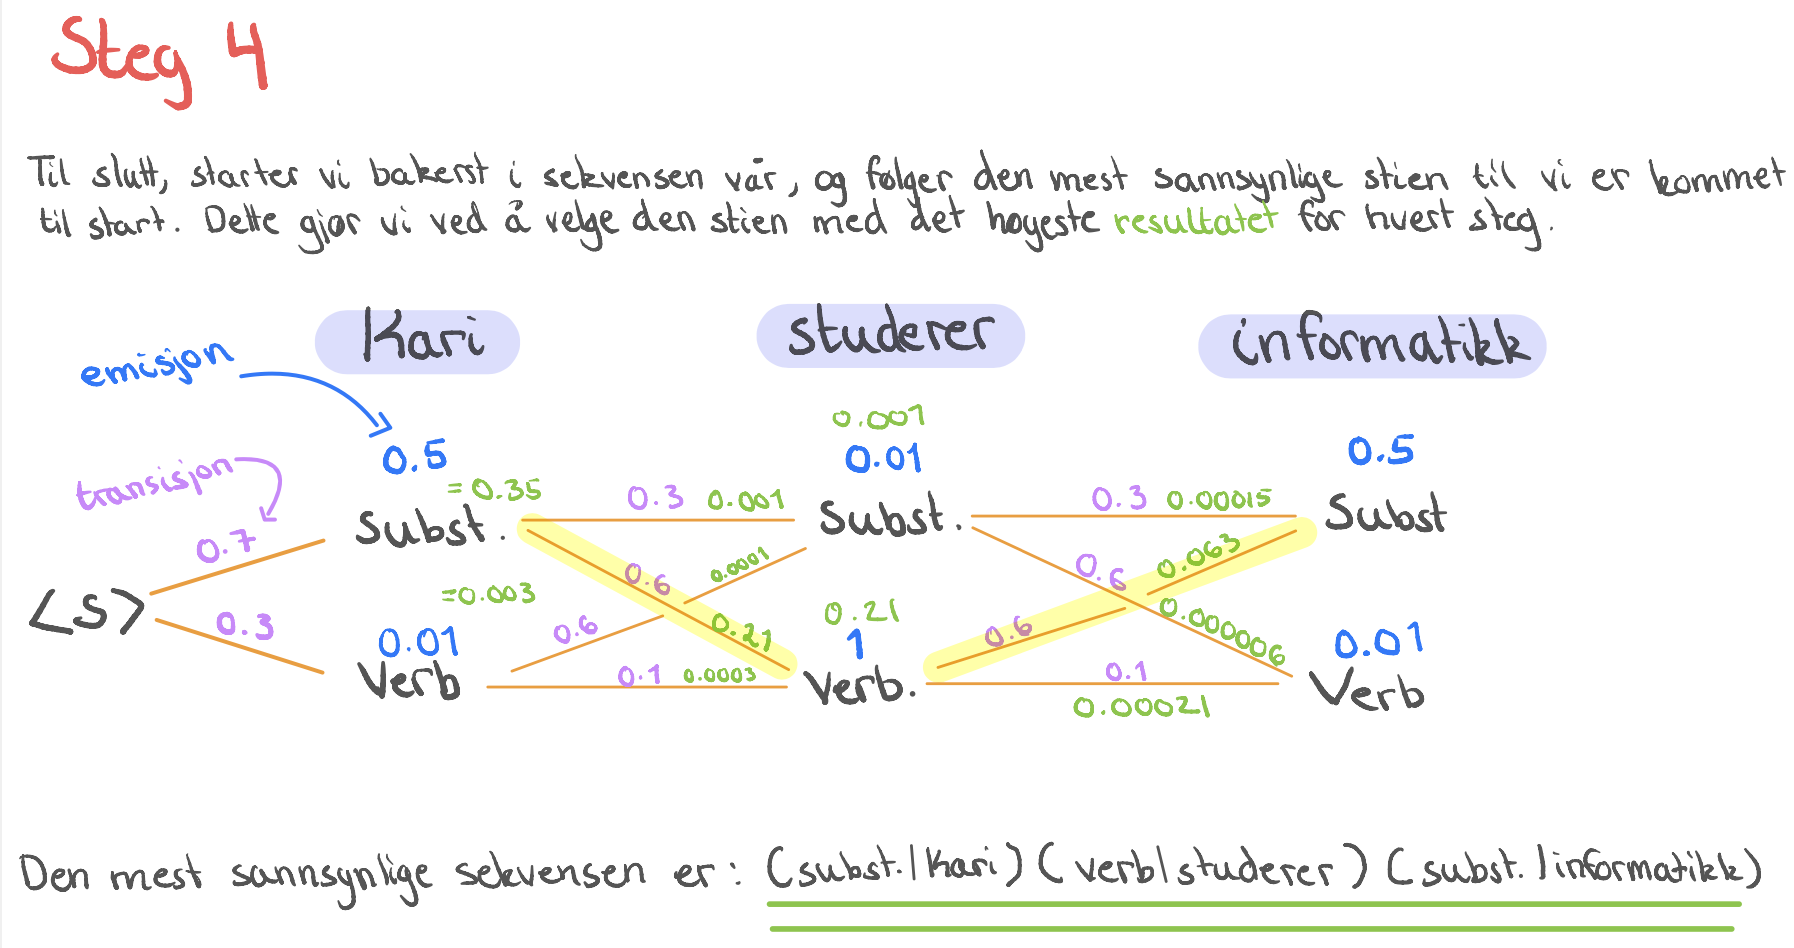 Steg 4
Til slutt, starter vi bakerst i sekvensen vår, og følger den mest sannsynlige stien til vi er kommet
til start. Dette gjør vi ved å velge den stien med det høyeste resultatet for hvert steg.
Kari studerer informatikk
emisjon
0.001
0.5 0.01 0.5
transisjon
= 0.35 0.3 0.001 0.3 0.00015
Subst. Subst. Subst
0.7
0.6 0.0001 0.6 0.063
<S>
=0.003 0.21 0.000006
0.3 0.6 0.21 0.6
0.01 1 0.01
Verb 0.1 0.0003 Verb. 0.1 Verb
0.00021
Den mest sannsynlige sekvensen er: (subst.|Kari) (verb|studerer) (subst.|informatikk)